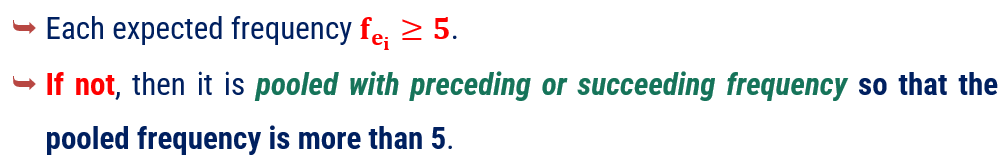 ➥ Each expected frequency fₑᵢ ≥ 5.
➥ If not, then it is pooled with preceding or succeeding frequency so that the
pooled frequency is more than 5.